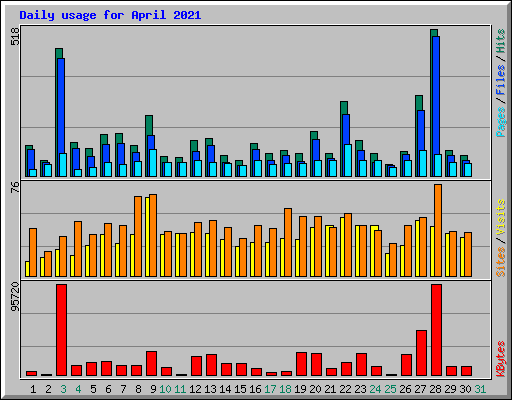 Daily usage for April 2021
518
Pages / Files / Hits
76
Sites / Visits
95720
KBytes
1 2 3 4 5 6 7 8 9 10 11 12 13 14 15 16 17 18 19 20 21 22 23 24 25 26 27 28 29 30 31